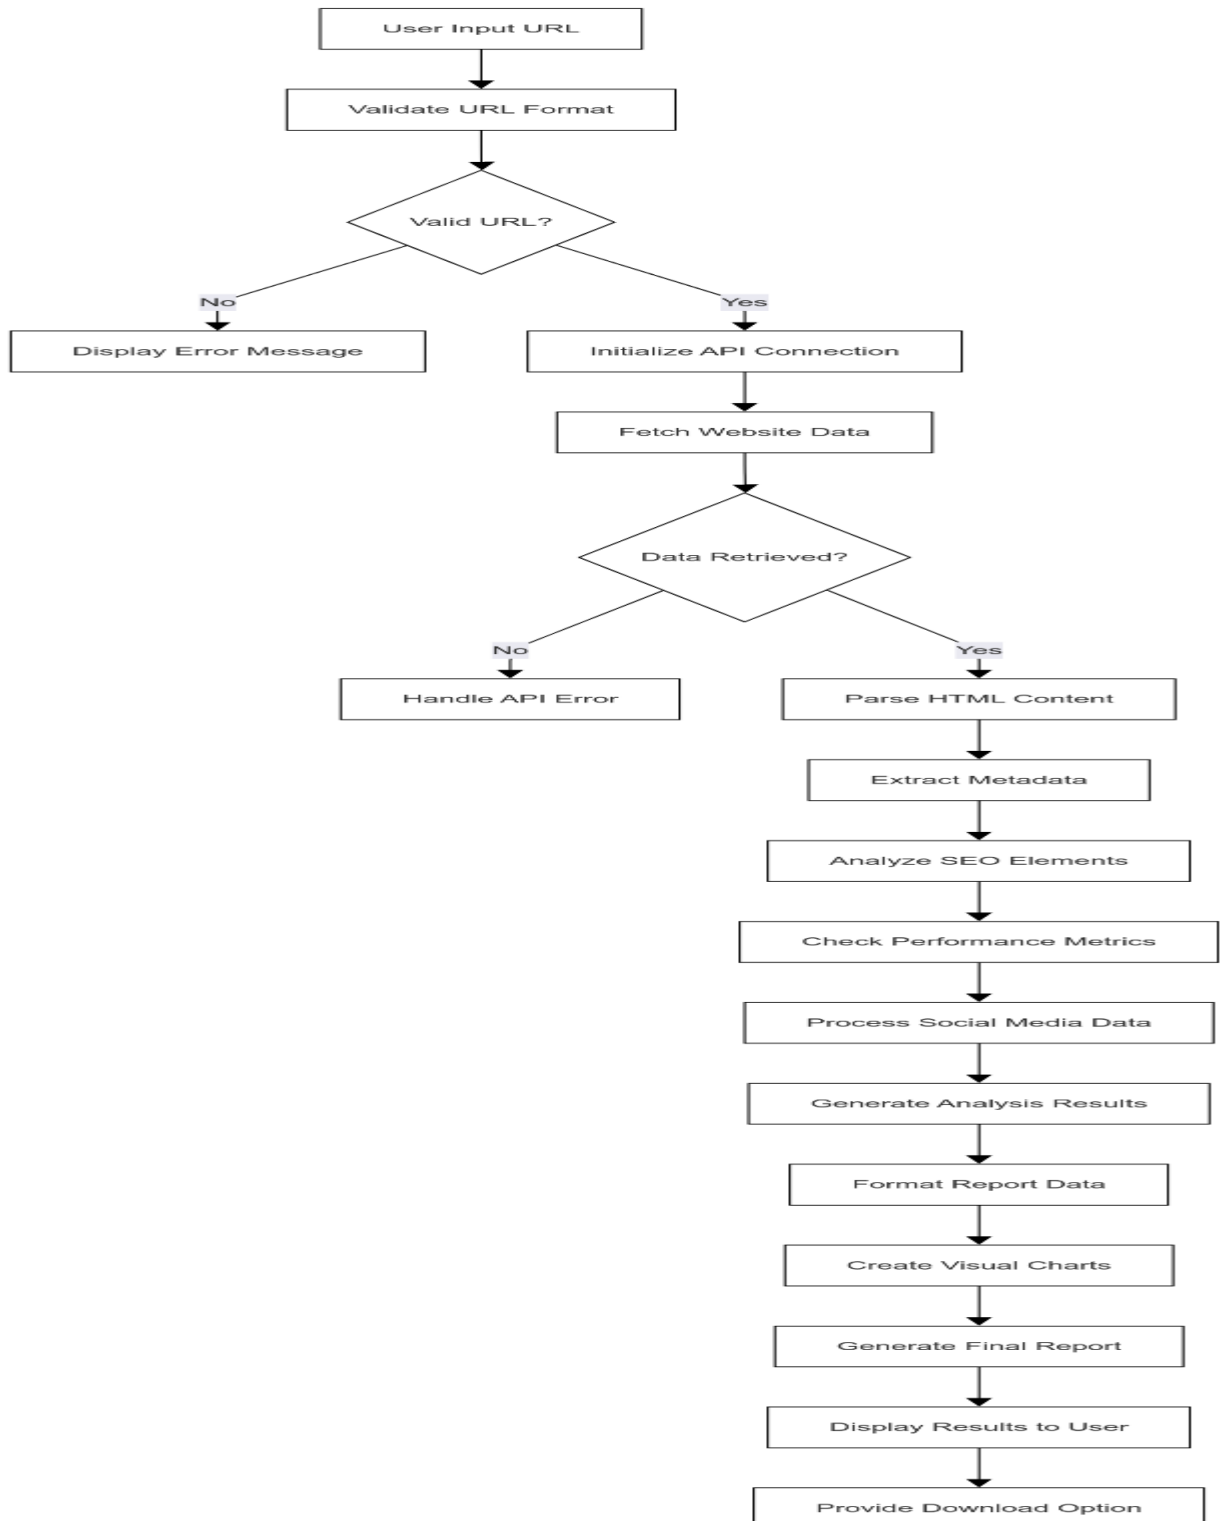 User Input URL
Validate URL Format
Valid URL?
No
Yes
Display Error Message
Initialize API Connection
Fetch Website Data
Data Retrieved?
No
Yes
Handle API Error
Parse HTML Content
Extract Metadata
Analyze SEO Elements
Check Performance Metrics
Process Social Media Data
Generate Analysis Results
Format Report Data
Create Visual Charts
Generate Final Report
Display Results to User
Provide Download Option